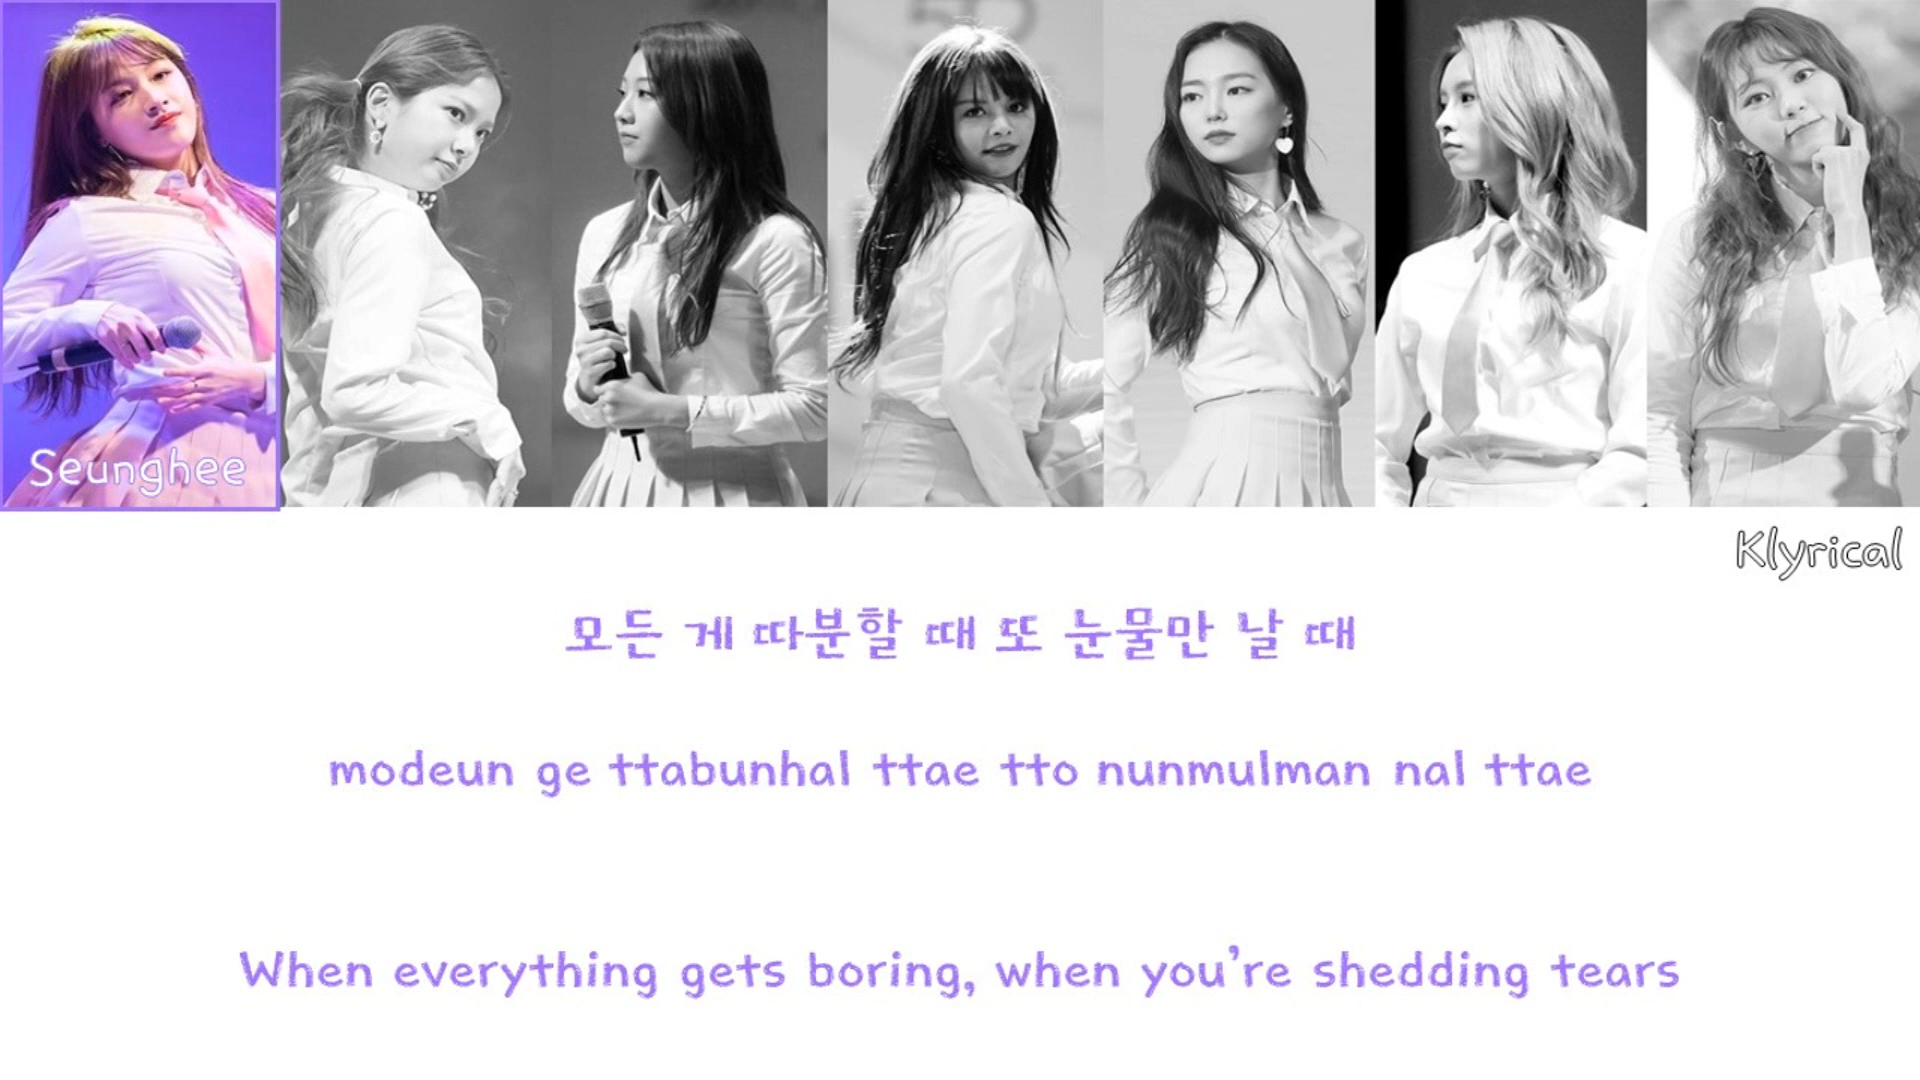 Seunghee
Klyrical
모든 게 따분할 때 또 눈물만 날 때
modeun ge ttabunhal ttae tto nunmulman nal ttae
When everything gets boring, when you're shedding tears